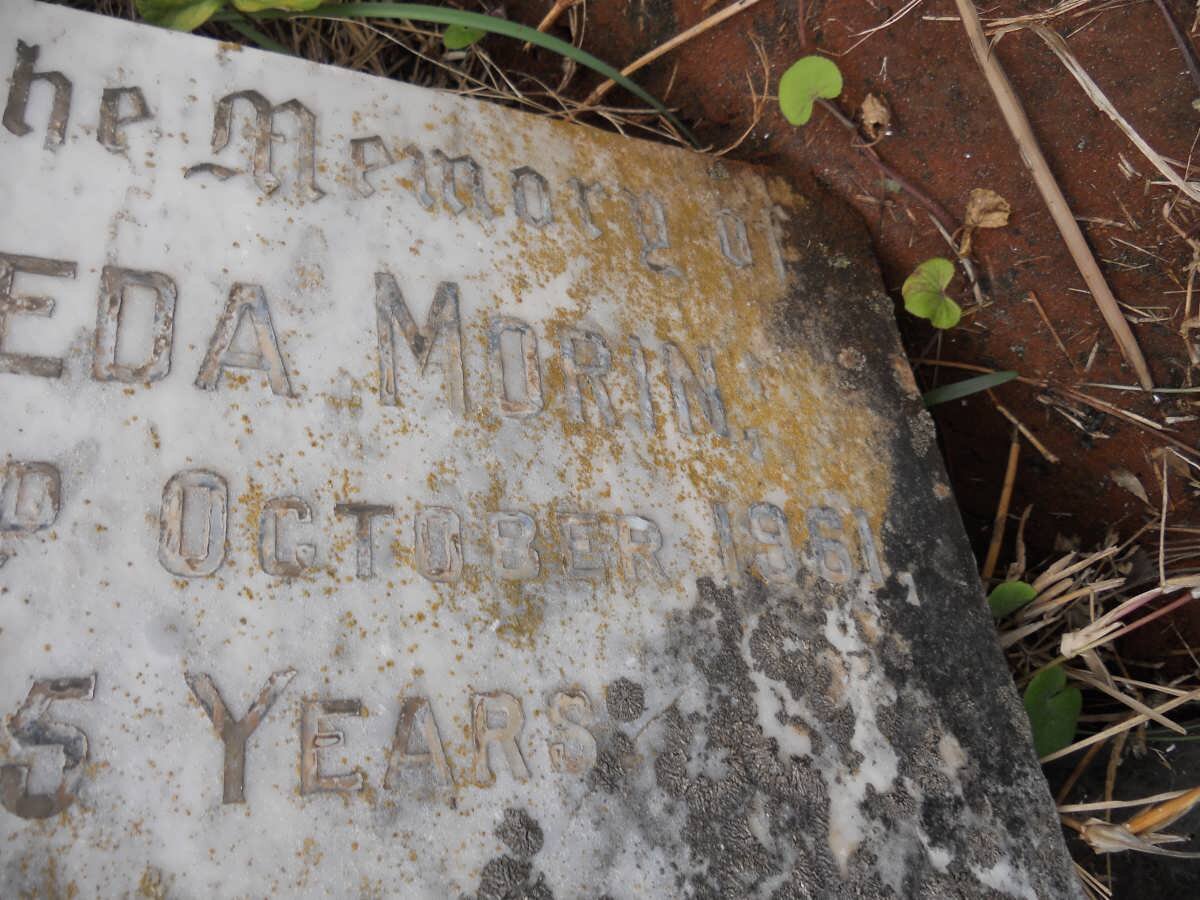 he Memory of
EDA MORIN,
OCTOBER 1961,
5 YEARS.